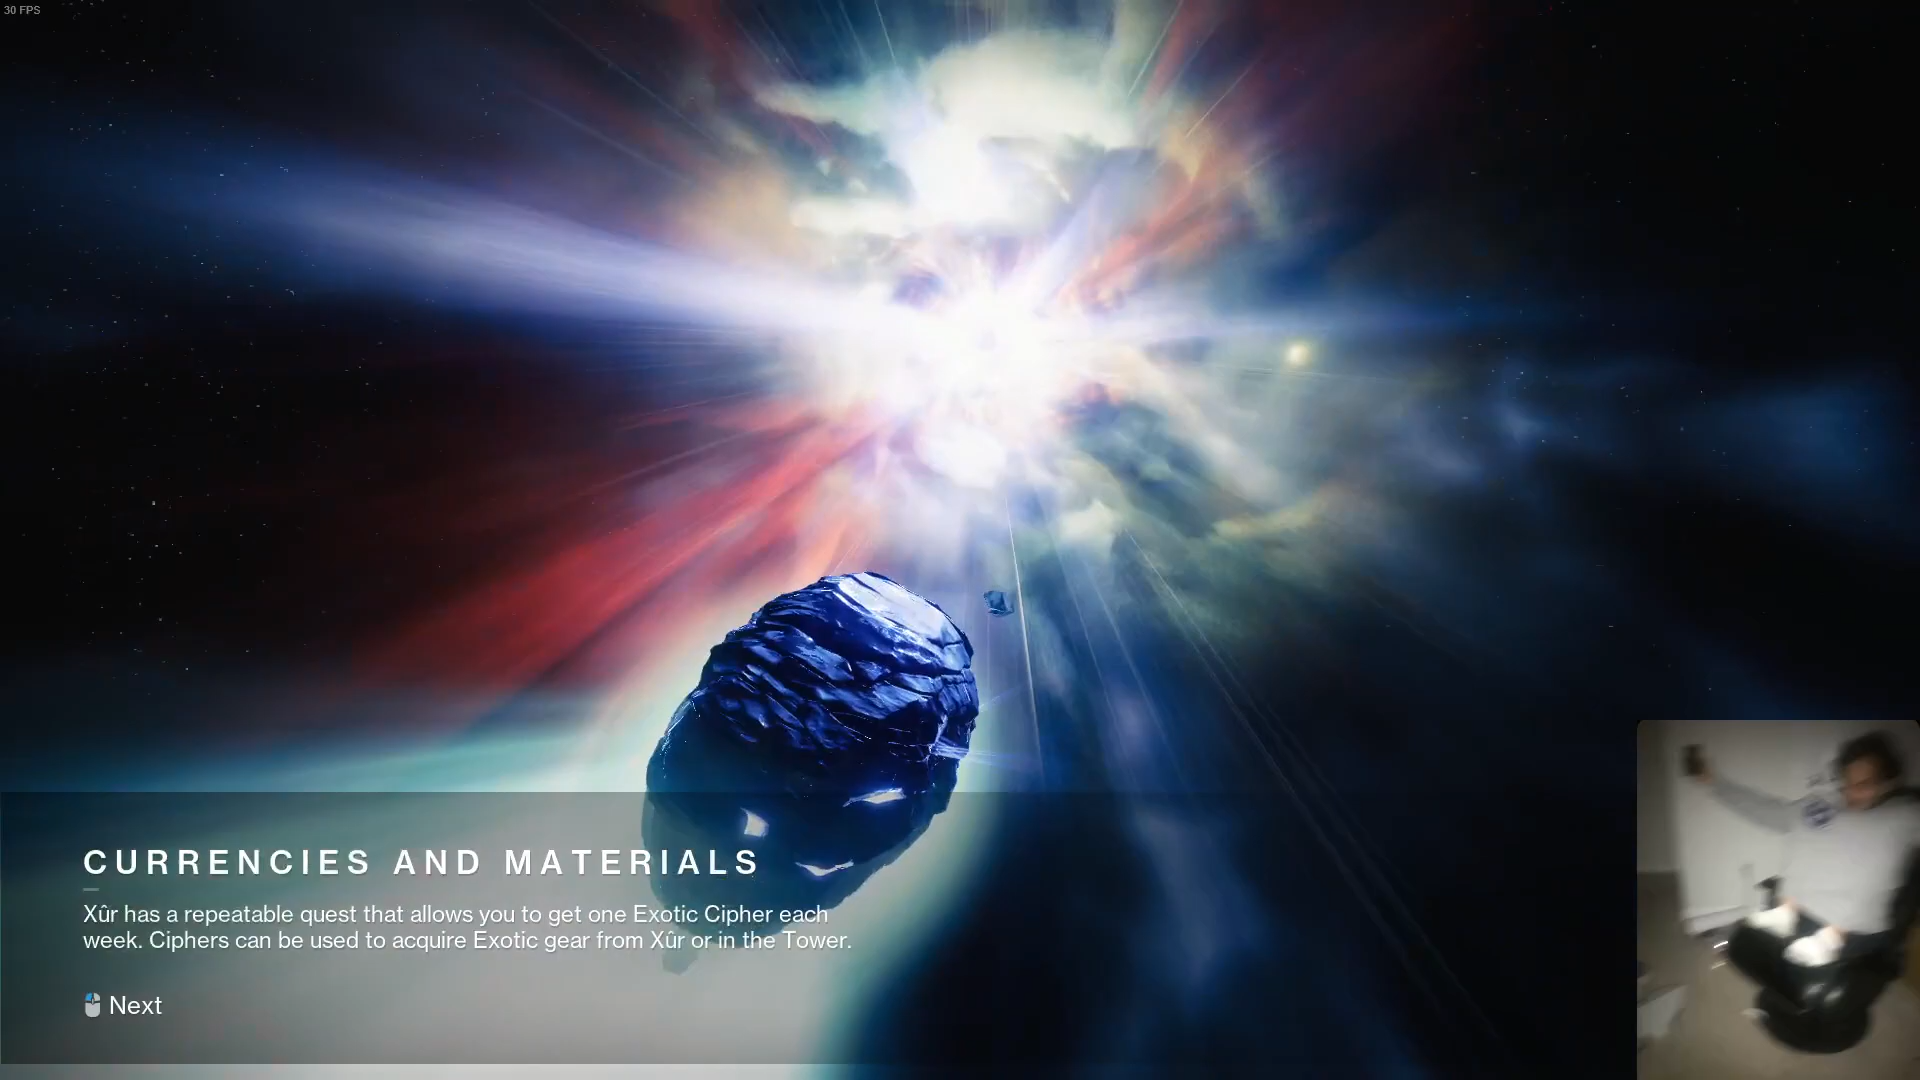 30 FPS
CURRENCIES AND MATERIALS
Xûr has a repeatable quest that allows you to get one Exotic Cipher each
week. Ciphers can be used to acquire Exotic gear from Xûr or in the Tower.
Next